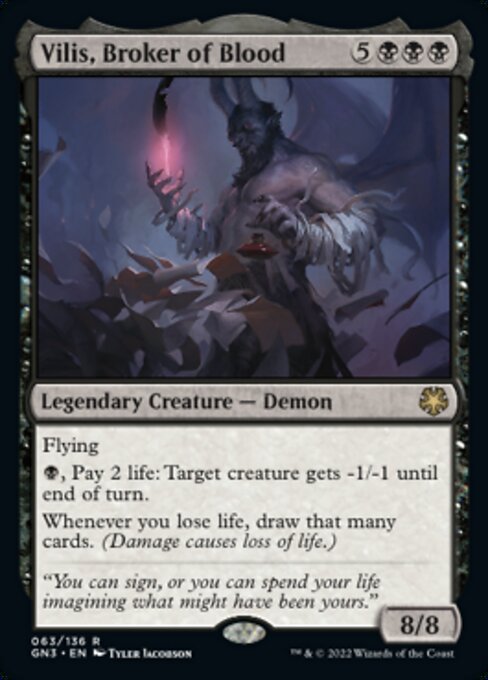 Vilis, Broker of Blood 5
Legendary Creature — Demon
Flying
, Pay 2 life: Target creature gets -1/-1 until
end of turn.
Whenever you lose life, draw that many
cards. (Damage causes loss of life.)
“You can sign, or you can spend your life
imagining what might have been yours.”
8/8
063/136 R
GN3 • EN Tyler Jacobson
™ & © 2022 Wizards of the Coast